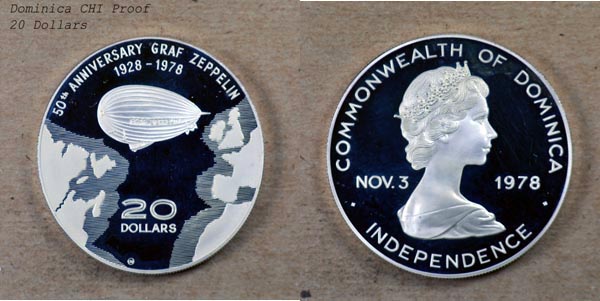 Dominica CHI Proof
20 Dollars
50th ANNIVERSARY GRAF ZEPPELIN
1928-1978
20
DOLLARS
COMMONWEALTH OF DOMINICA
NOV. 3 1978
INDEPENDENCE